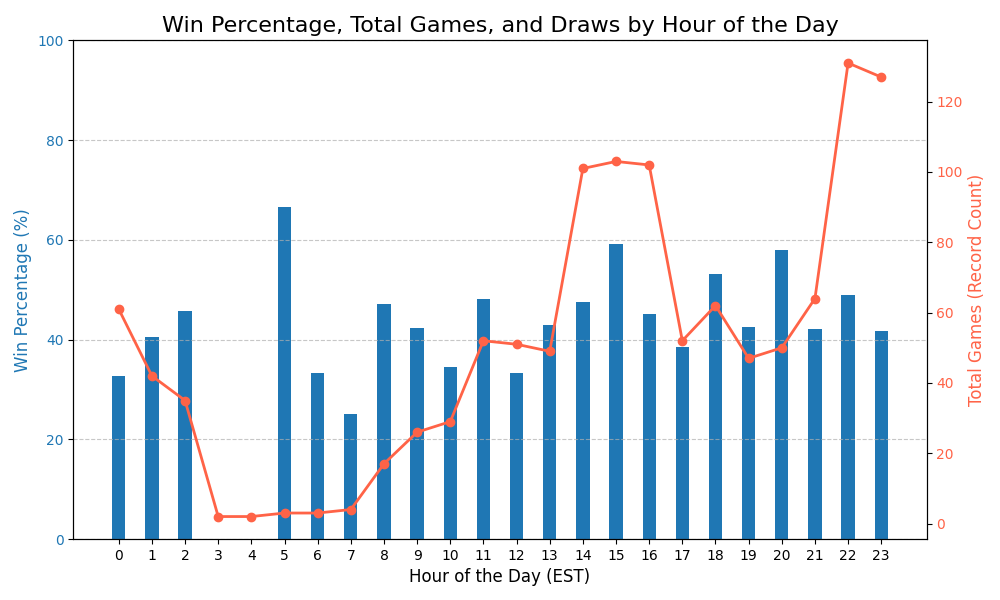 Win Percentage, Total Games, and Draws by Hour of the Day
Win Percentage (%)
100
80
60
40
20
0
120
100
80
60
40
20
0
Total Games (Record Count)
0 1 2 3 4 5 6 7 8 9 10 11 12 13 14 15 16 17 18 19 20 21 22 23
Hour of the Day (EST)